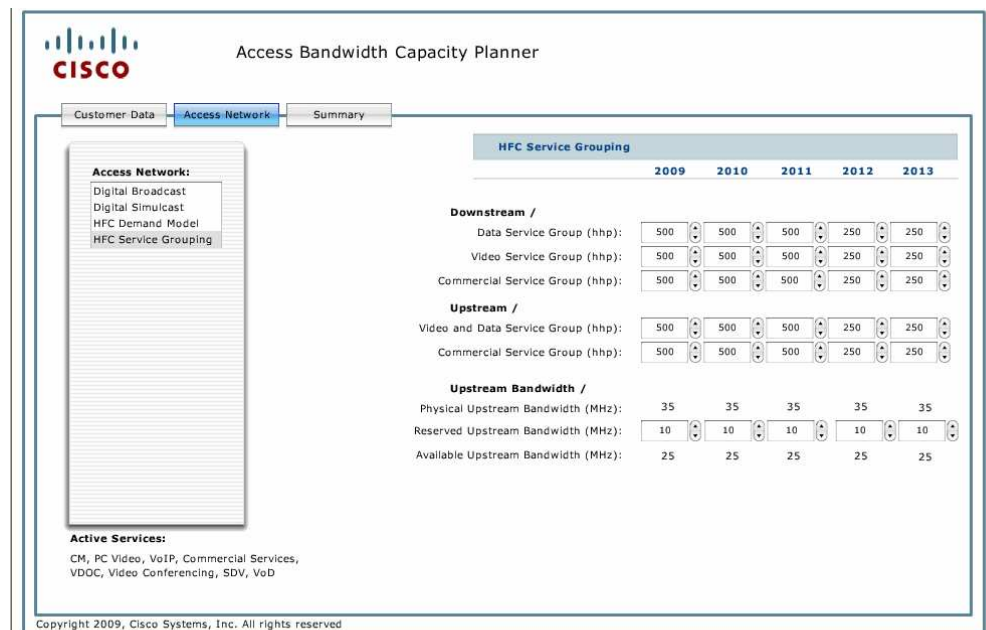 CISCO
Access Bandwidth Capacity Planner
Customer Data Access Network Summary
Access Network:
Digital Broadcast
Digital Simulcast
HFC Demand Model
HFC Service Grouping
HFC Service Grouping
2009 2010 2011 2012 2013
Downstream /
Data Service Group (hhp): 500 500 500 250 250
Video Service Group (hhp): 500 500 500 250 250
Commercial Service Group (hhp): 500 500 500 250 250
Upstream /
Video and Data Service Group (hhp): 500 500 500 250 250
Commercial Service Group (hhp): 500 500 500 250 250
Upstream Bandwidth /
Physical Upstream Bandwidth (MHz): 35 35 35 35 35
Reserved Upstream Bandwidth (MHz): 10 10 10 10 10
Available Upstream Bandwidth (MHz): 25 25 25 25 25
Active Services:
CM, PC Video, VoIP, Commercial Services,
VDOC, Video Conferencing, SDV, VoD
Copyright 2009, Cisco Systems, Inc. All rights reserved